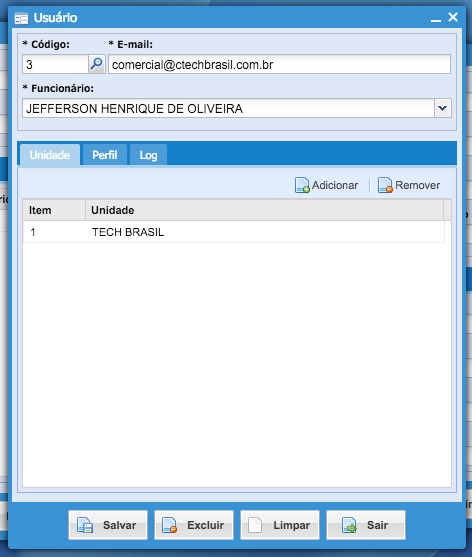 Usuário
* Código: * E-mail:
3 comercial@ctechbrasil.com.br
* Funcionário:
JEFFERSON HENRIQUE DE OLIVEIRA
Unidade Perfil Log
Adicionar Remover
Item Unidade
1 TECH BRASIL
Salvar Excluir Limpar Sair